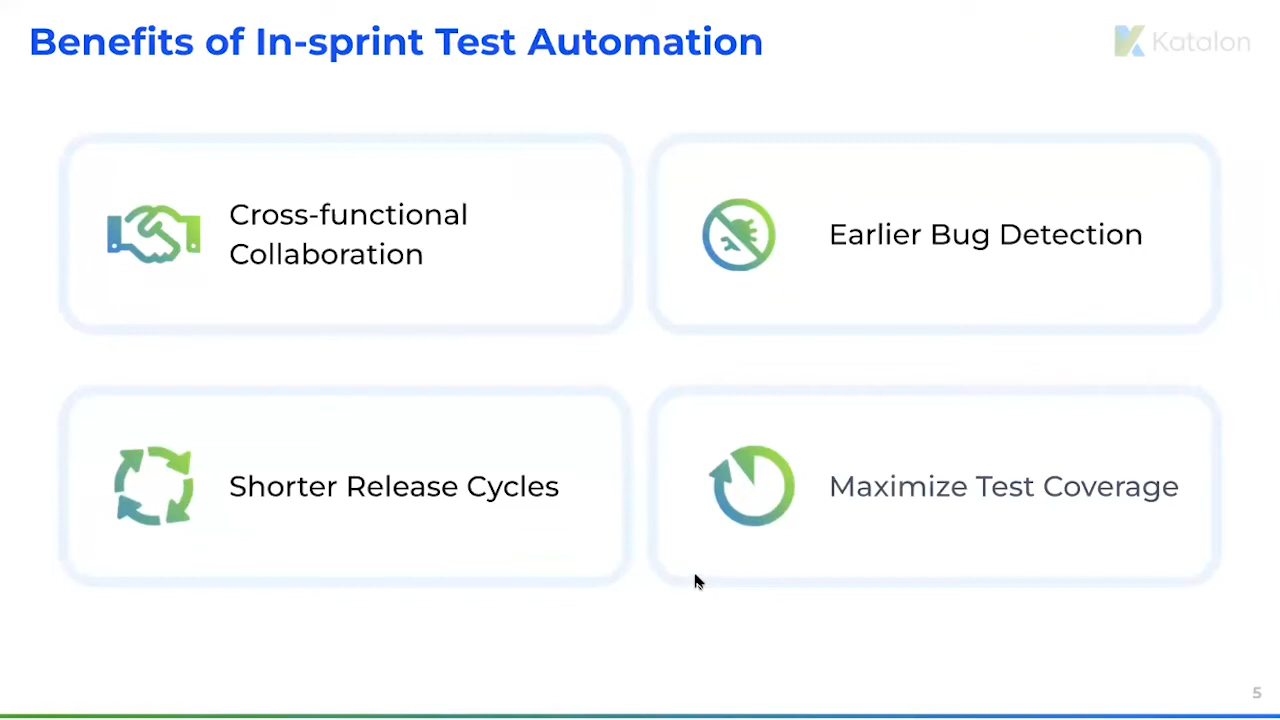 Benefits of In-sprint Test Automation
Katalon
Cross-functional
Collaboration
Earlier Bug Detection
Shorter Release Cycles
Maximize Test Coverage
5